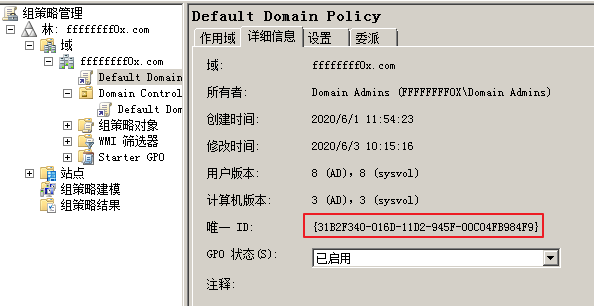 组策略管理
林: ffffffff0x.com
域
ffffffff0x.com
Default Domain
Domain Control
Default Dom
组策略对象
WMI 筛选器
Starter GPO
站点
组策略建模
组策略结果
Default Domain Policy
作用域 详细信息 设置 委派
域: ffffffff0x.com
所有者: Domain Admins (FFFFFFFF0X\Domain Admins)
创建时间: 2020/6/1 11:54:23
修改时间: 2020/6/3 10:15:16
用户版本: 8 (AD), 8 (sysvol)
计算机版本: 3 (AD), 3 (sysvol)
唯一 ID: {31B2F340-016D-11D2-945F-00C04FB984F9}
GPO 状态(S): 已启用
注释: